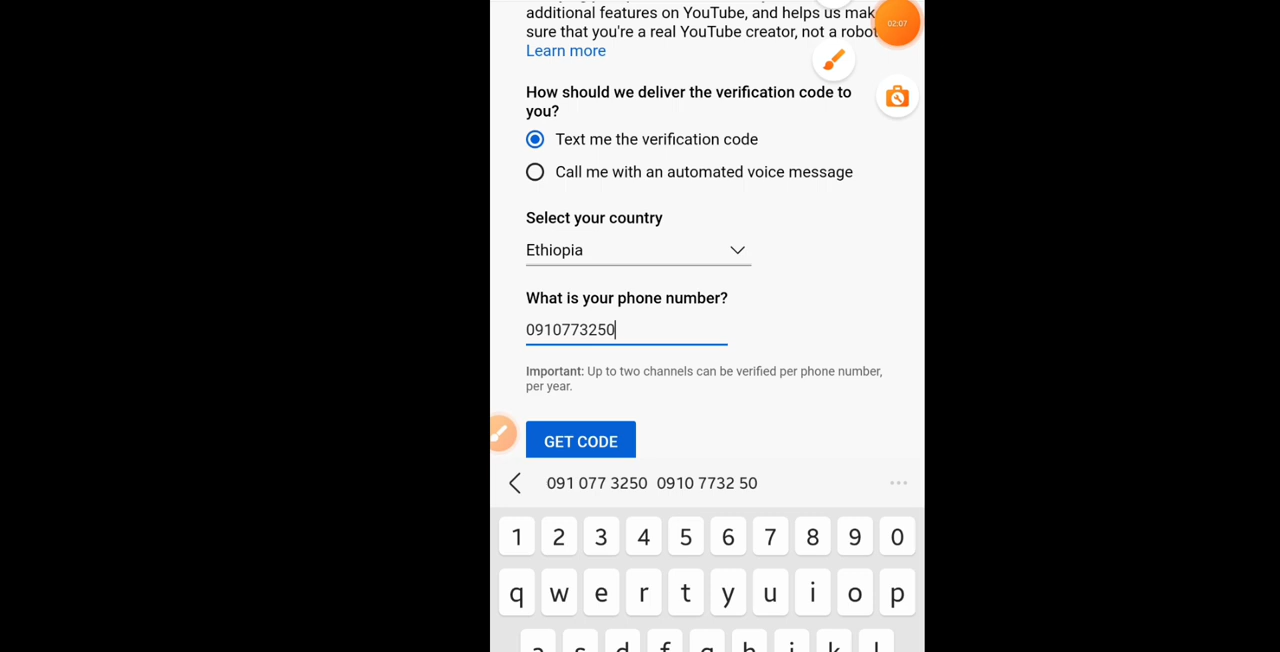 additional features on YouTube, and helps us mak
sure that you're a real YouTube creator, not a robot
Learn more
02:07
How should we deliver the verification code to
you?
Text me the verification code
Call me with an automated voice message
Select your country
Ethiopia
What is your phone number?
0910773250
Important: Up to two channels can be verified per phone number,
per year.
GET CODE
091 077 3250 0910 7732 50
1 2 3 4 5 6 7 8 9 0
q w e r t y u i o p
a s d f g h j k l